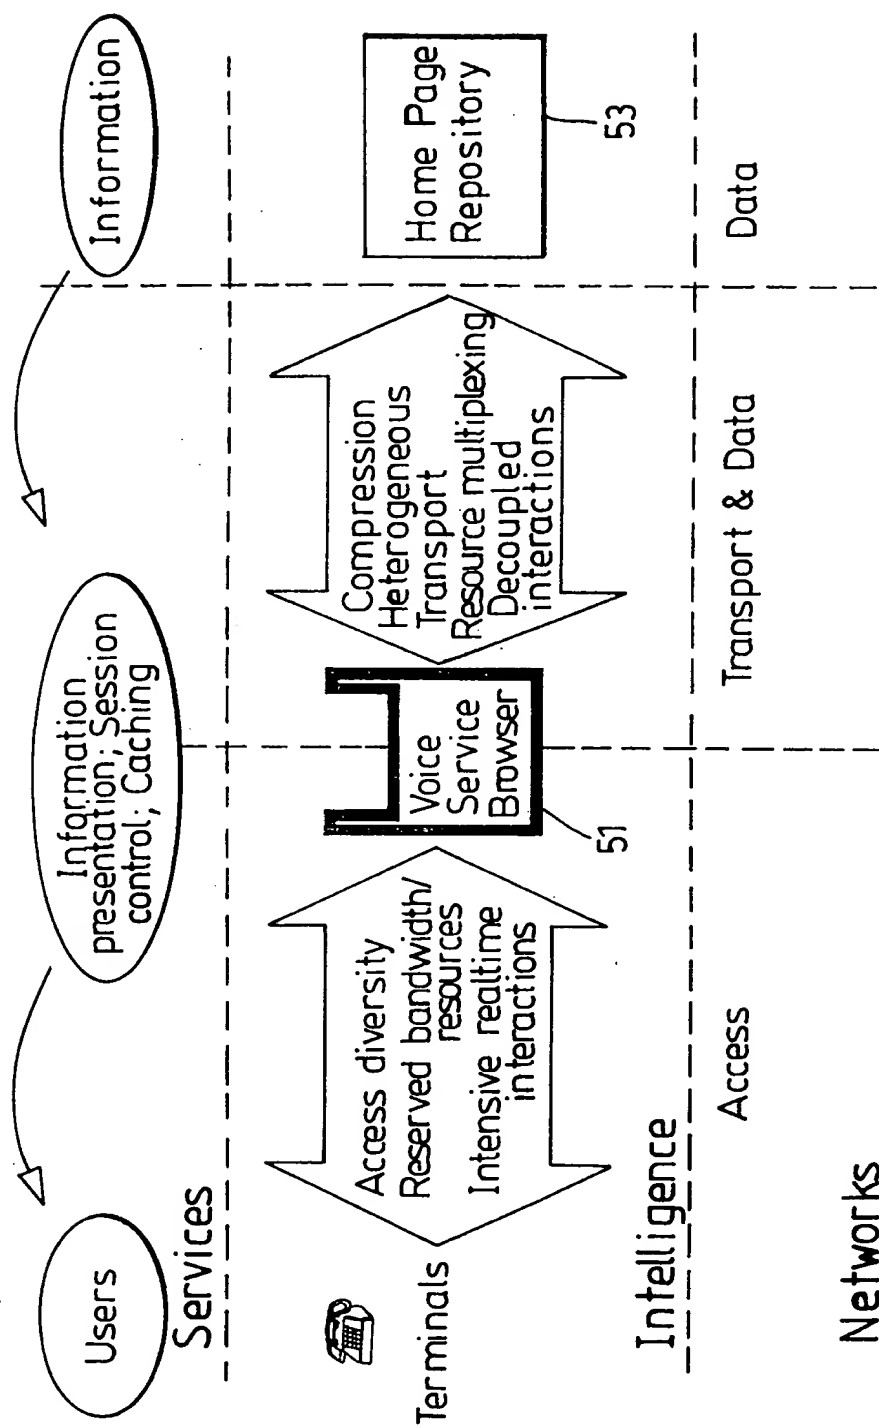 Users
Information
presentation; Session
control; Caching
Information
Services
Terminals
Access diversity
Reserved bandwidth/
resources
Intensive realtime
interactions
Voice
Service
Browser
51
Compression
Heterogeneous
Transport
Resource multiplexing
Decoupled
interactions
Home Page
Repository
53
Intelligence
Access
Transport & Data
Data
Networks